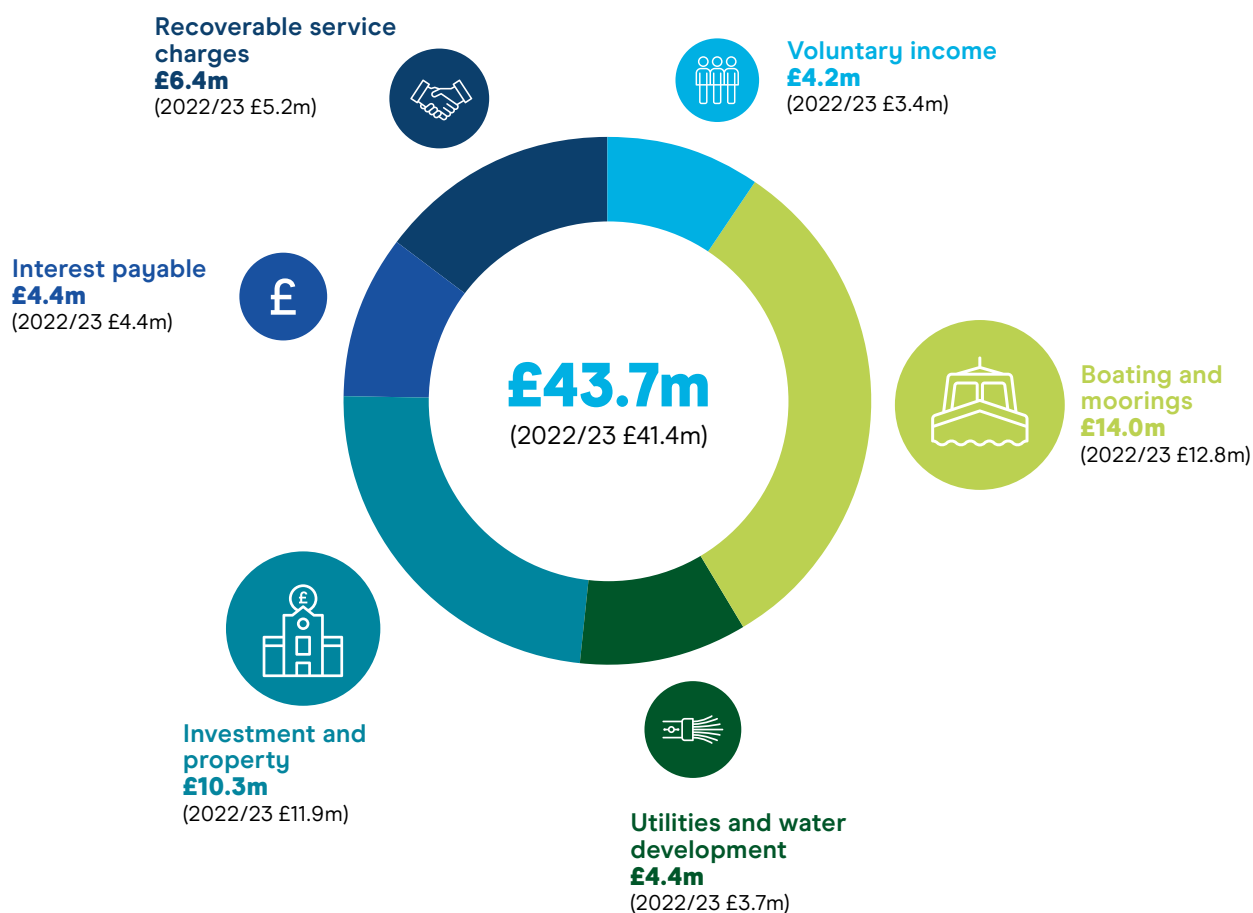 Recoverable service
charges
£6.4m
(2022/23 £5.2m)
Voluntary income
£4.2m
(2022/23 £3.4m)
Interest payable
£4.4m
(2022/23 £4.4m)
£
£43.7m
(2022/23 £41.4m)
Boating and
moorings
£14.0m
(2022/23 £12.8m)
£
Investment and
property
£10.3m
(2022/23 £11.9m)
Utilities and water
development
£4.4m
(2022/23 £3.7m)